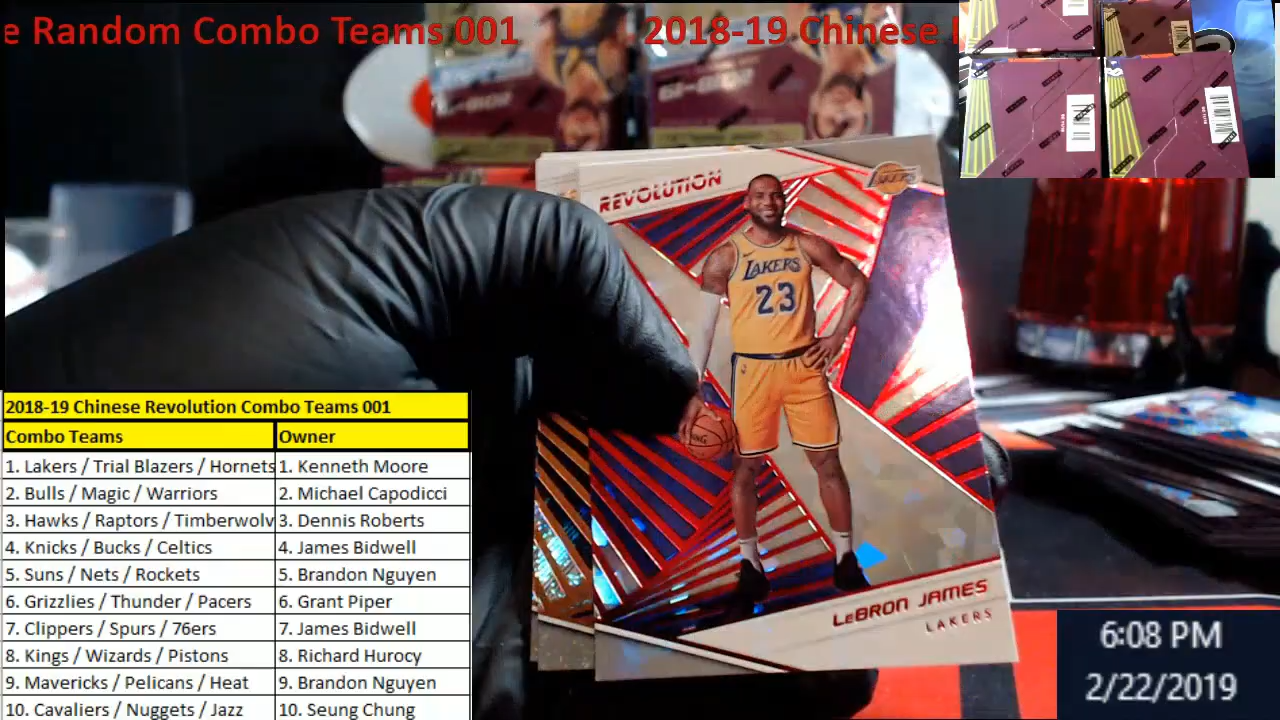 e Random Combo Teams 001
2018-19 Chinese
REVOLUTION
LAKERS
LAKERS
23
LEBRON JAMES
LAKERS
2018-19 Chinese Revolution Combo Teams 001
Combo Teams Owner
1. Lakers / Trial Blazers / Hornets 1. Kenneth Moore
2. Bulls / Magic / Warriors 2. Michael Capodicci
3. Hawks / Raptors / Timberwolv 3. Dennis Roberts
4. Knicks / Bucks / Celtics 4. James Bidwell
5. Suns / Nets / Rockets 5. Brandon Nguyen
6. Grizzlies / Thunder / Pacers 6. Grant Piper
7. Clippers / Spurs / 76ers 7. James Bidwell
8. Kings / Wizards / Pistons 8. Richard Hurocy
9. Mavericks / Pelicans / Heat 9. Brandon Nguyen
10. Cavaliers / Nuggets / Jazz 10. Seung Chung
6:08 PM
2/22/2019